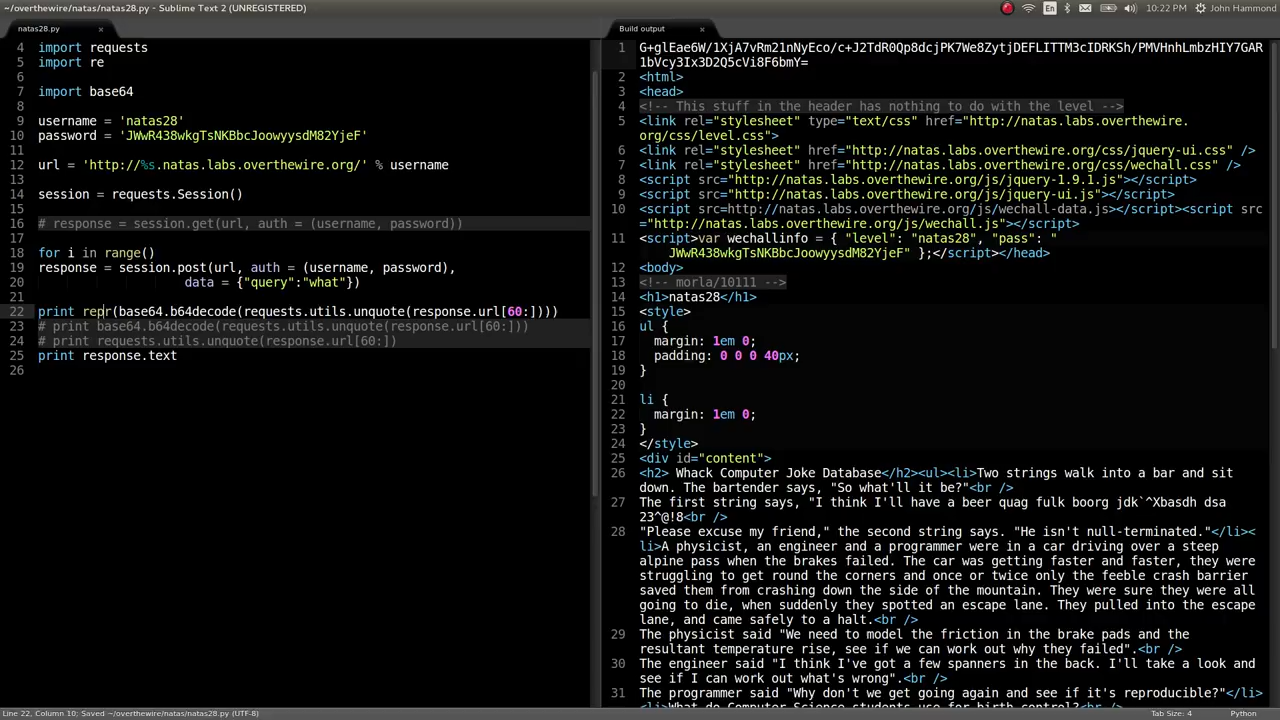 ~/overthewire/natas/natas28.py - Sublime Text 2 (UNREGISTERED)
En
10:22 PM
John Hammond
natas28.py
4 import requests
5 import re
6
7 import base64
8
9 username = 'natas28'
10 password = 'JWwR438wkgTsNKBbcJoowyysdM82YjeF'
11
12 url = 'http://%s.natas.labs.overthewire.org/' % username
13
14 session = requests.Session()
15
16 # response = session.get(url, auth = (username, password))
17
18 for i in range()
19 response = session.post(url, auth = (username, password),
20 data = {"query":"what"})
21
22 print repr(base64.b64decode(requests.utils.unquote(response.url[60:])))
23 # print base64.b64decode(requests.utils.unquote(response.url[60:]))
24 # print requests.utils.unquote(response.url[60:])
25 print response.text
26
Build output
1 G+glEae6W/1XjA7vRm21nNyEco/c+J2TdR0Qp8dcjPK7We8ZytjDEFLITTM3cIDRKSh/PMVHnhLmbzHIY7GAR
1bVcy3Ix3D2Q5cVi8F6bmY=
2 <html>
3 <head>
4 <!-- This stuff in the header has nothing to do with the level -->
5 <link rel="stylesheet" type="text/css" href="http://natas.labs.overthewire.
org/css/level.css">
6 <link rel="stylesheet" href="http://natas.labs.overthewire.org/css/jquery-ui.css" />
7 <link rel="stylesheet" href="http://natas.labs.overthewire.org/css/wechall.css" />
8 <script src="http://natas.labs.overthewire.org/js/jquery-1.9.1.js"></script>
9 <script src="http://natas.labs.overthewire.org/js/jquery-ui.js"></script>
10 <script src=http://natas.labs.overthewire.org/js/wechall-data.js></script><script src
="http://natas.labs.overthewire.org/js/wechall.js"></script>
11 <script>var wechallinfo = { "level": "natas28", "pass": "
JWwR438wkgTsNKBbcJoowyysdM82YjeF" };</script></head>
12 <body>
13 <!-- morla/10111 -->
14 <h1>natas28</h1>
15 <style>
16 ul {
17 margin: 1em 0;
18 padding: 0 0 0 40px;
19 }
20
21 li {
22 margin: 1em 0;
23 }
24 </style>
25 <div id="content">
26 <h2> Whack Computer Joke Database</h2><ul><li>Two strings walk into a bar and sit
down. The bartender says, "So what'll it be?"<br />
27 The first string says, "I think I'll have a beer quag fulk boorg jdk`^Xbasdh dsa
23^@!8<br />
28 "Please excuse my friend," the second string says. "He isn't null-terminated."</li><
li>A physicist, an engineer and a programmer were in a car driving over a steep
alpine pass when the brakes failed. The car was getting faster and faster, they were
struggling to get round the corners and once or twice only the feeble crash barrier
saved them from crashing down the side of the mountain. They were sure they were all
going to die, when suddenly they spotted an escape lane. They pulled into the escape
lane, and came safely to a halt.<br />
29 The physicist said "We need to model the friction in the brake pads and the
resultant temperature rise, see if we can work out why they failed".<br />
30 The engineer said "I think I've got a few spanners in the back. I'll take a look and
see if I can work out what's wrong".<br />
31 The programmer said "Why don't we get going again and see if it's reproducible?"</li>
<li>What do Computer Science students use for birth control?<br />
Line 22, Column 10; Saved ~/overthewire/natas/natas28.py (UTF-8)
Tab Size: 4
Python